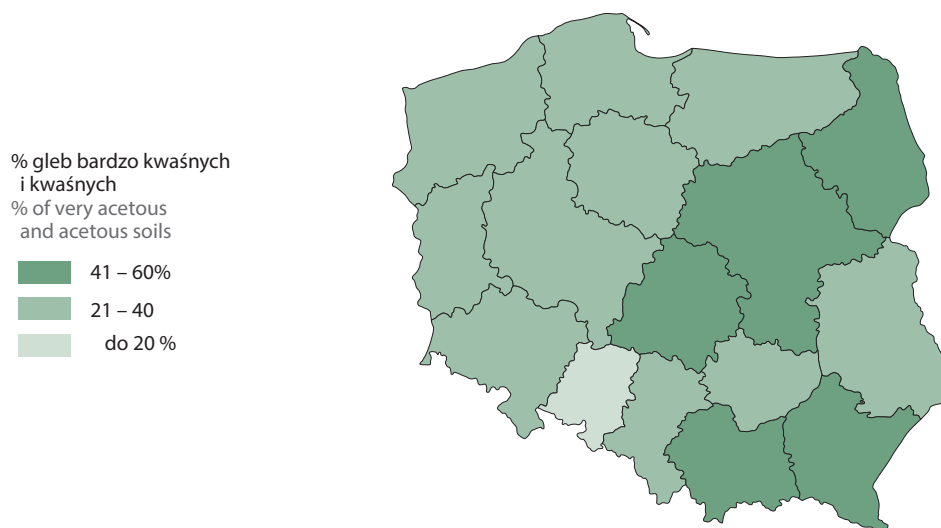 % gleb bardzo kwaśnych
i kwaśnych
% of very acetous
and acetous soils
41 – 60%
21 – 40
do 20 %